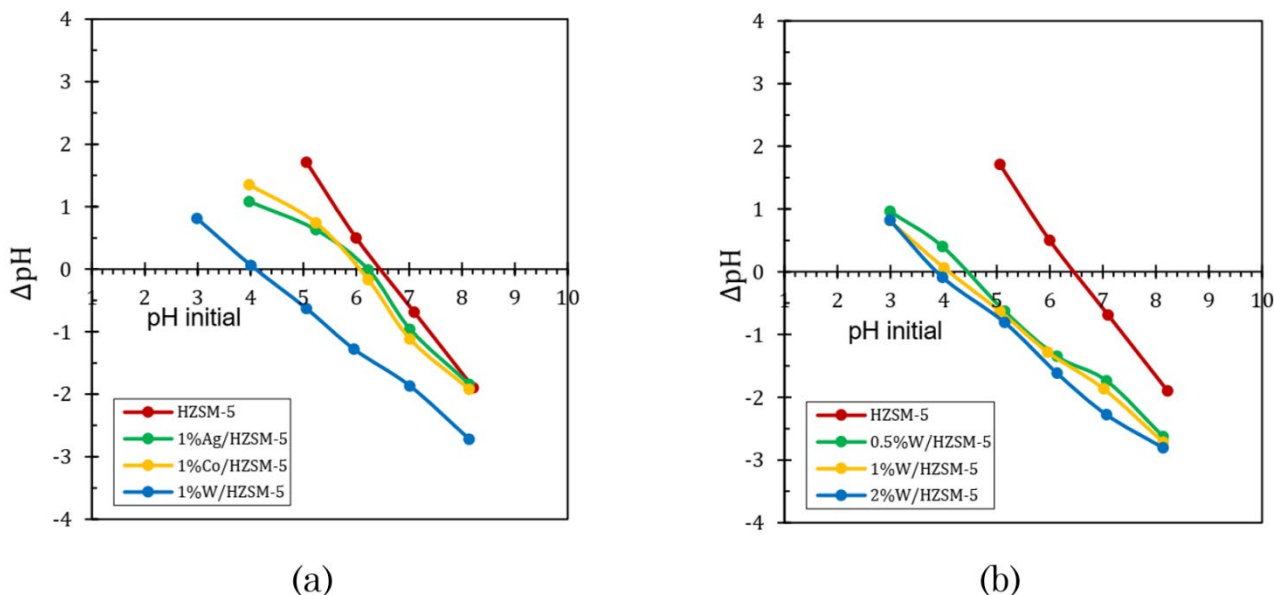 4
3
2
1
0
-1
-2
-3
-4
ΔpH
2 3 4 5 6 7 8 9 10
pH initial
HZSM-5
1%Ag/HZSM-5
1%Co/HZSM-5
1%W/HZSM-5
(a)
4
3
2
1
0
-1
-2
-3
-4
ΔpH
2 3 4 5 6 7 8 9 10
pH initial
HZSM-5
0.5%W/HZSM-5
1%W/HZSM-5
2%W/HZSM-5
(b)